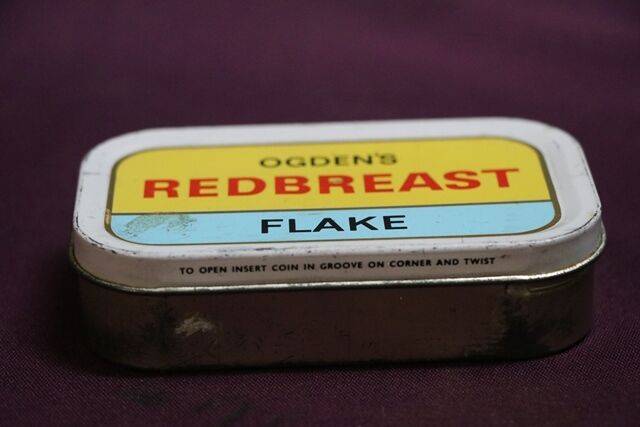 OGDEN'S
REDBREAST
FLAKE
TO OPEN INSERT COIN IN GROOVE ON CORNER AND TWIST